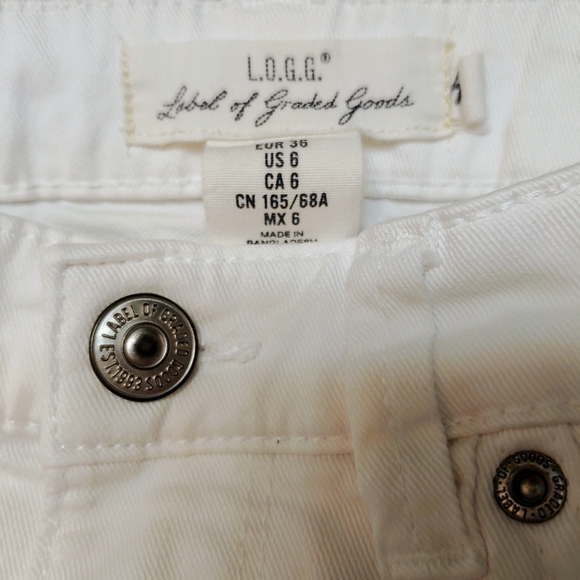 L.O.G.G.®
Label of Graded Goods
EUR 36
US 6
CA 6
CN 165/68A
MX 6
MADE IN
BANGLADESH
LABEL OF GRADED GOODS
LABEL·OF·GOODS·GRADED